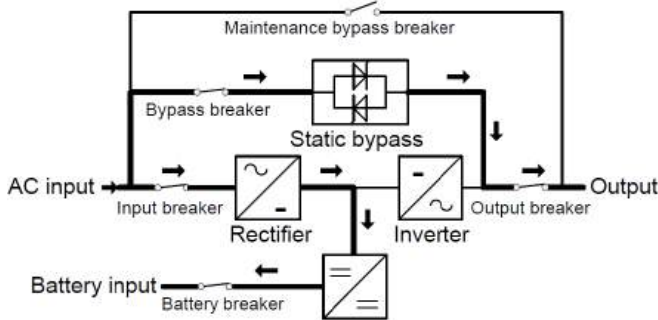 Maintenance bypass breaker
Bypass breaker
Static bypass
AC input
Input breaker
Rectifier
Inverter
Output breaker
Output
Battery input
Battery breaker